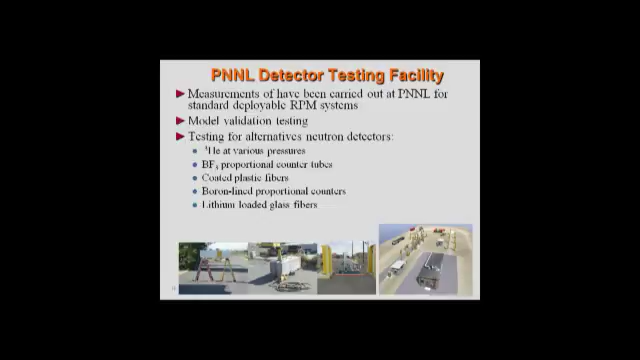 PNNL Detector Testing Facility
Measurements of have been carried out at PNNL for
standard deployable RPM systems
Model validation testing
Testing for alternatives neutron detectors:
He at various pressures
BF₃ proportional counter tubes
Coated plastic fibers
Boron-lined proportional counters
Lithium loaded glass fibers